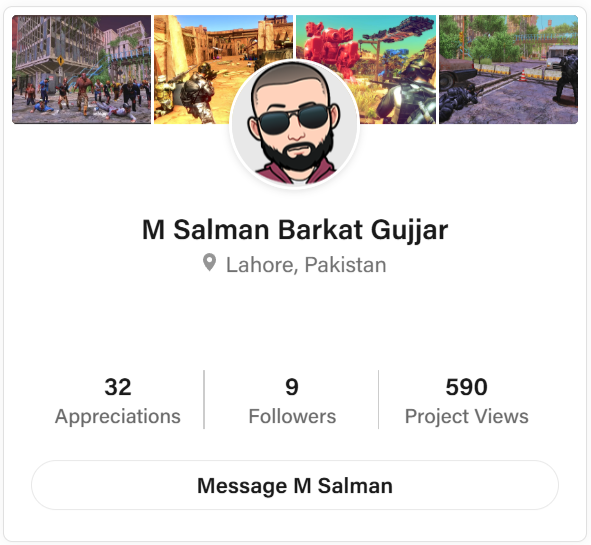 M Salman Barkat Gujjar
Lahore, Pakistan
32
Appreciations
9
Followers
590
Project Views
Message M Salman